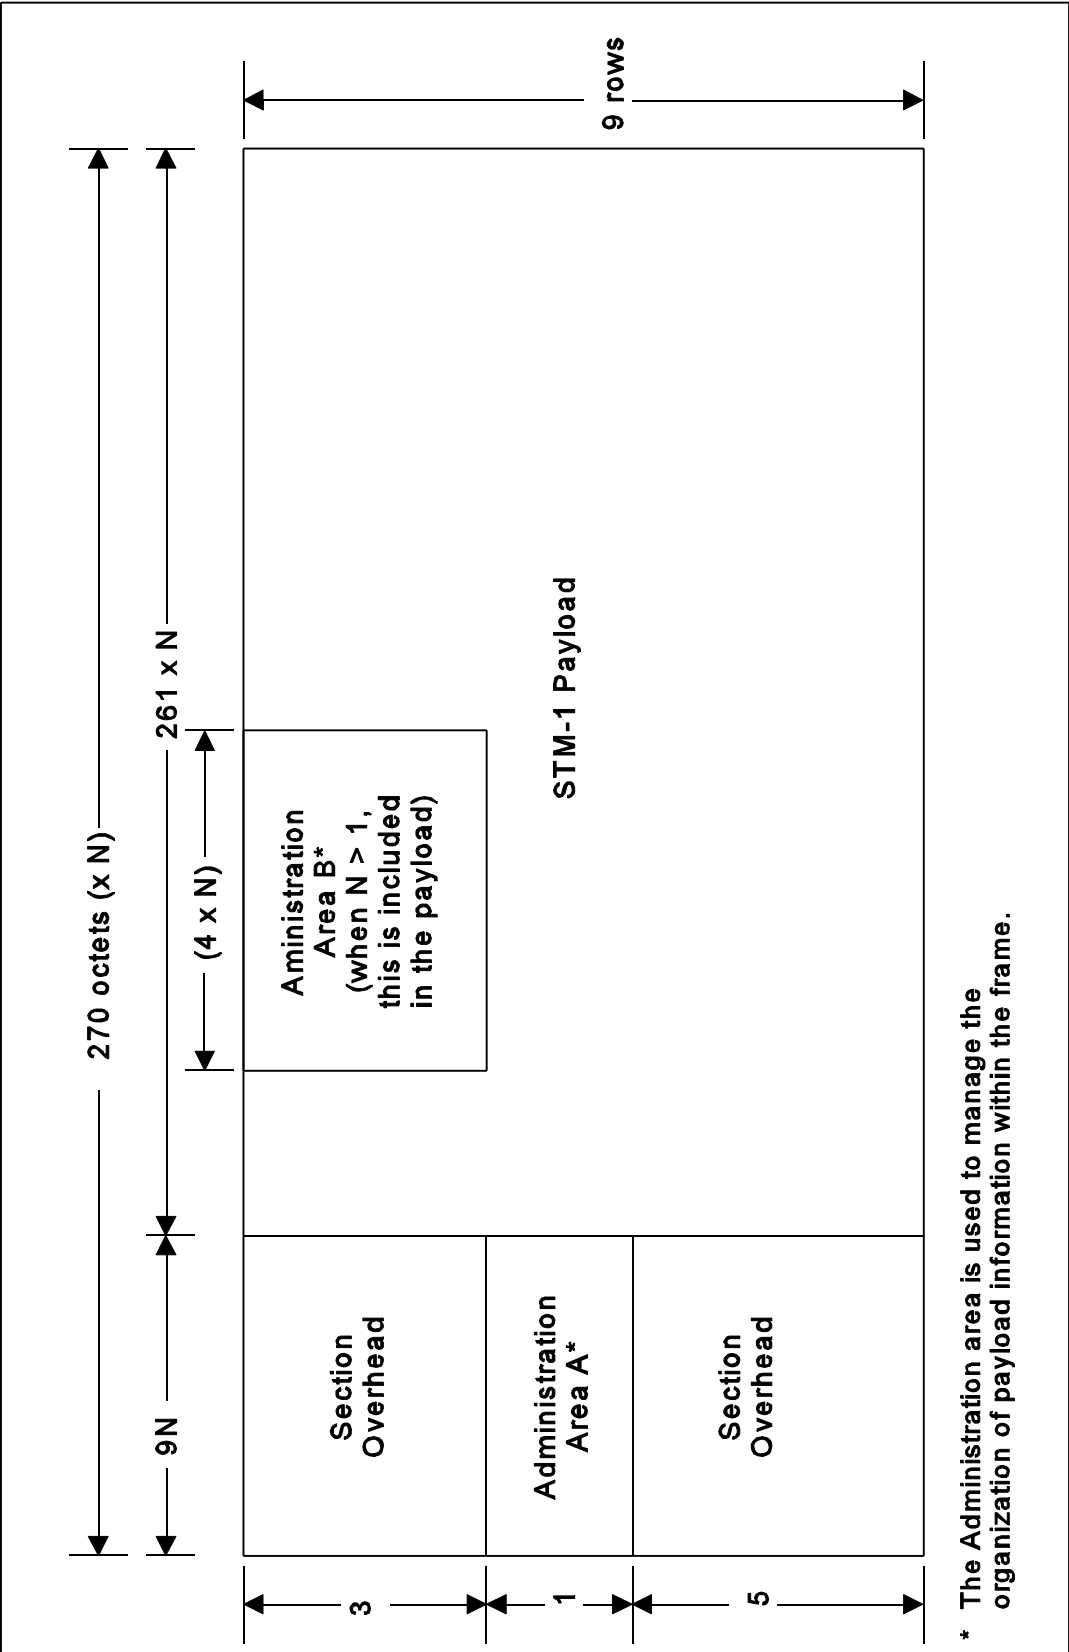 270 octets (x N)
9N
261 x N
(4 x N)
3
Section
Overhead
Aministration
Area B*
(when N > 1,
this is included
in the payload)
9 rows
1
Administration
Area A*
STM-1 Payload
5
Section
Overhead
* The Administration area is used to manage the
organization of payload information within the frame.